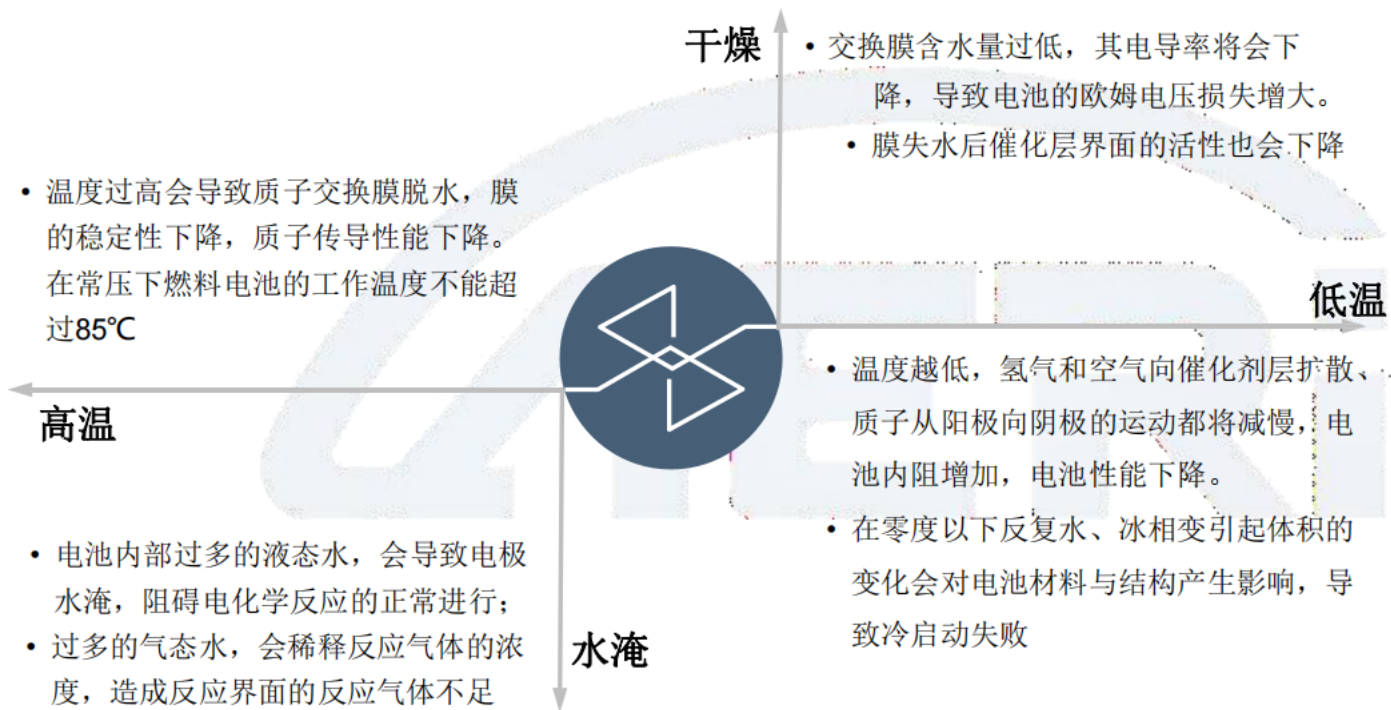 干燥
• 交换膜含水量过低，其电导率将会下
降，导致电池的欧姆电压损失增大。
• 膜失水后催化层界面的活性也会下降
• 温度过高会导致质子交换膜脱水，膜
的稳定性下降，质子传导性能下降。
在常压下燃料电池的工作温度不能超
过85℃
高温
低温
• 温度越低，氢气和空气向催化剂层扩散、
质子从阳极向阴极的运动都将减慢，电
池内阻增加，电池性能下降。
• 在零度以下反复水、冰相变引起体积的
变化会对电池材料与结构产生影响，导
致冷启动失败
• 电池内部过多的液态水，会导致电极
水淹，阻碍电化学反应的正常进行；
• 过多的气态水，会稀释反应气体的浓
度，造成反应界面的反应气体不足
水淹